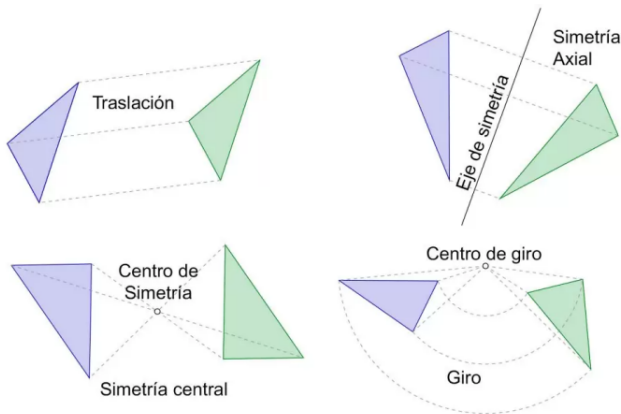 Traslación
Simetría
Axial
Eje de simetría
Centro de
Simetría
Simetría central
Centro de giro
Giro